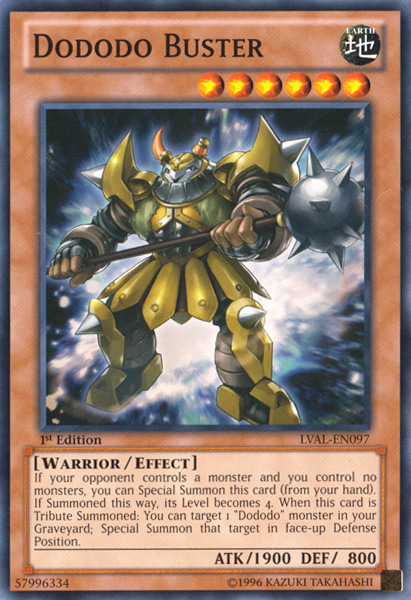 DODODO BUSTER
EARTH
地
1st Edition
LVAL-EN097
[WARRIOR/EFFECT]
If your opponent controls a monster and you control no
monsters, you can Special Summon this card (from your hand).
If Summoned this way, its Level becomes 4. When this card is
Tribute Summoned: You can target 1 "Dododo" monster in your
Graveyard; Special Summon that target in face-up Defense
Position.
ATK/1900 DEF/ 800
57996334
©1996 KAZUKI TAKAHASHI